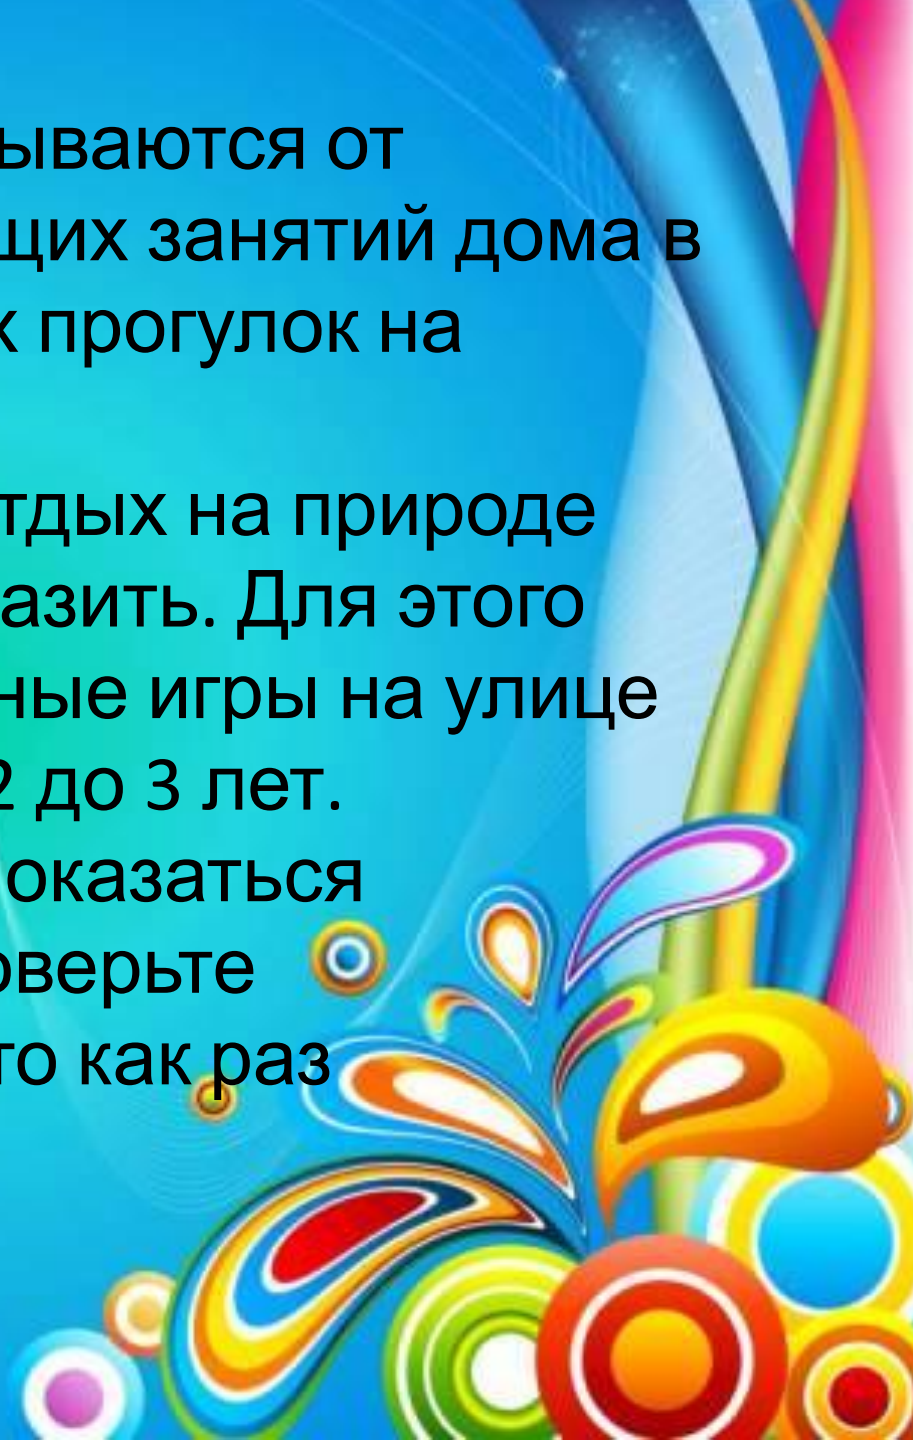 ываются от
щих занятий дома в
х прогулок на
тдых на природе
азить. Для этого
ные игры на улице
2 до 3 лет.
оказаться
оверьте
то как раз